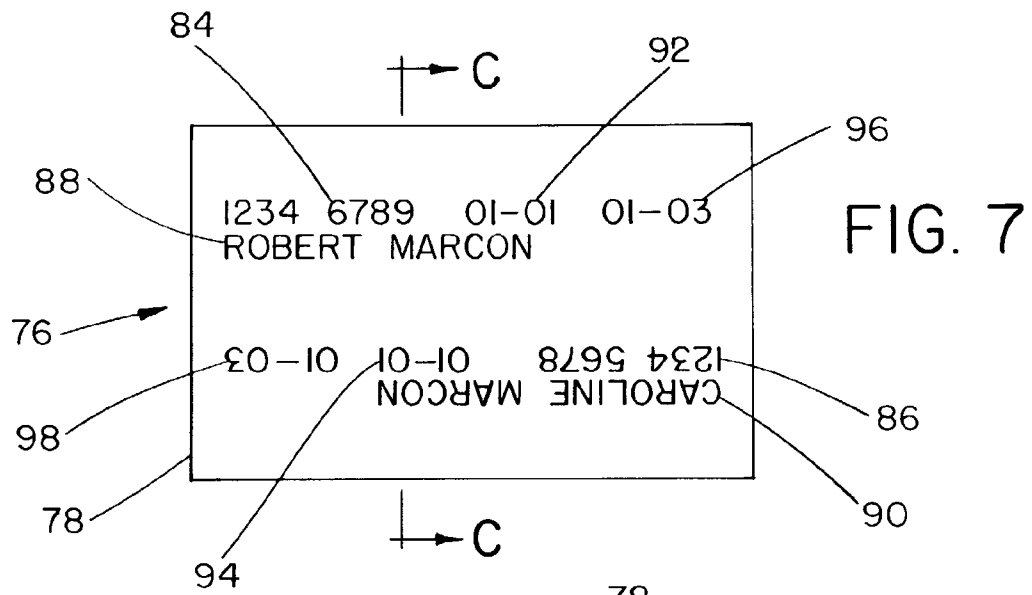 84
C
92
96
88
1234 6789 01-01 01-03
ROBERT MARCON
FIG. 7
76
1234 5678 01-01 01-03
CAROLINE MARCON
98
86
78
90
94
C
78